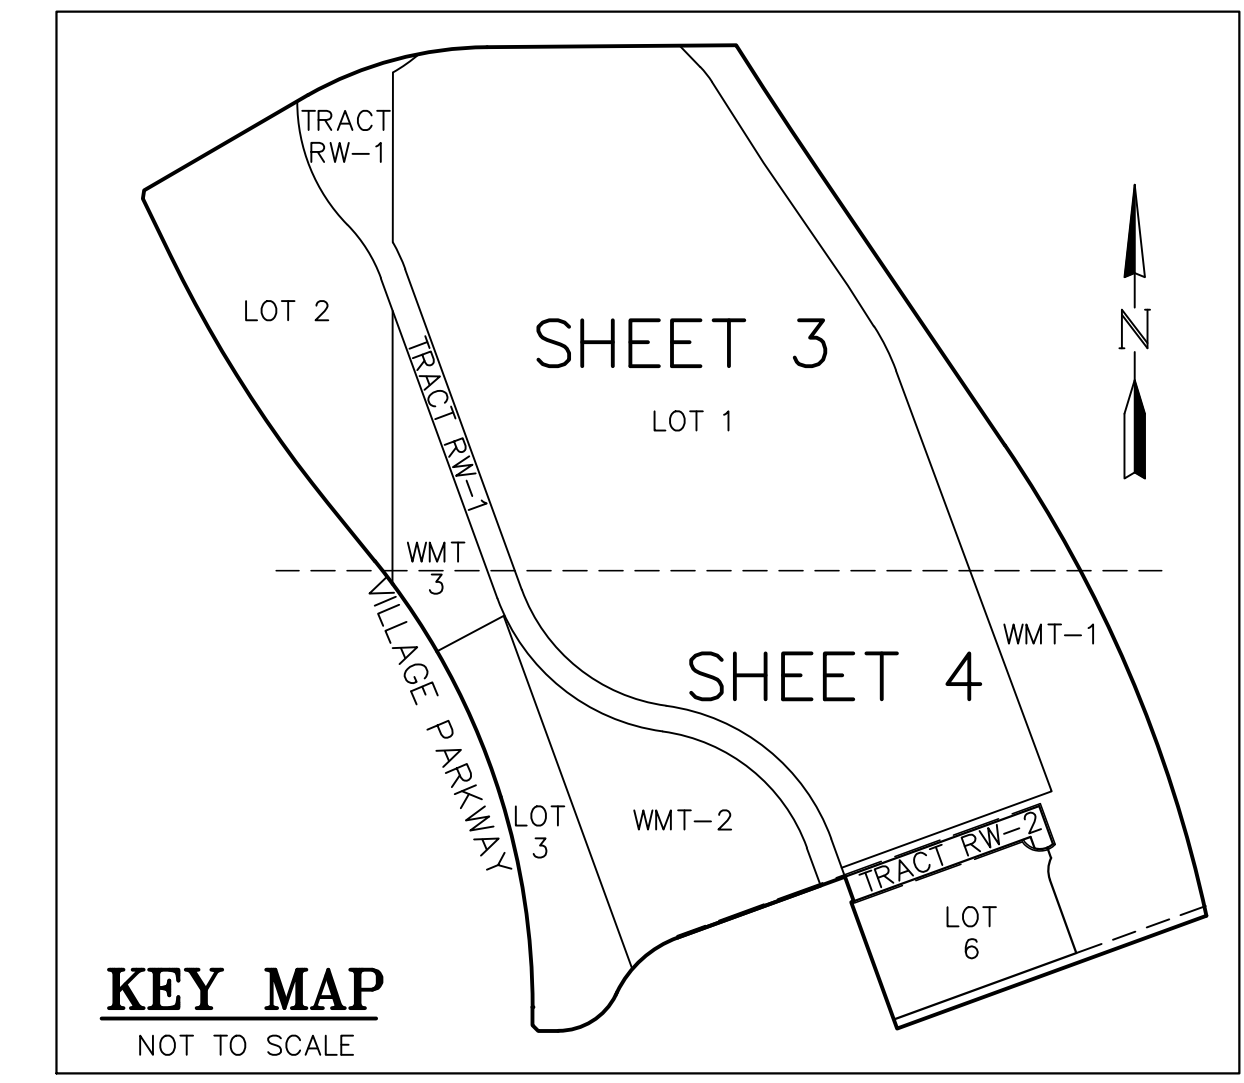 TRACT
RW-1
LOT 2
N
SHEET 3
TRACT RW-1
LOT 1
WMT
3
VILLAGE PARKWAY
WMT-1
SHEET 4
LOT
3
WMT-2
TRACT RW-2
LOT
6
KEY MAP
NOT TO SCALE